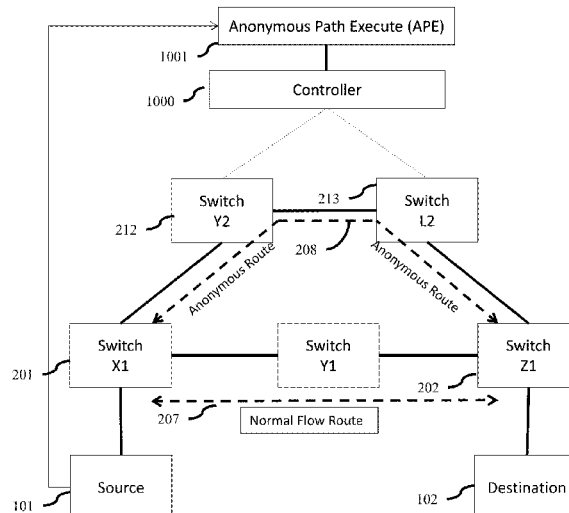 Anonymous Path Execute (APE)
1001
Controller
1000
Switch
Y2
212
213
Switch
L2
208
Anonymous Route
Anonymous Route
Switch
X1
201
Switch
Y1
Switch
Z1
202
207
Normal Flow Route
Source
101
Destination
102